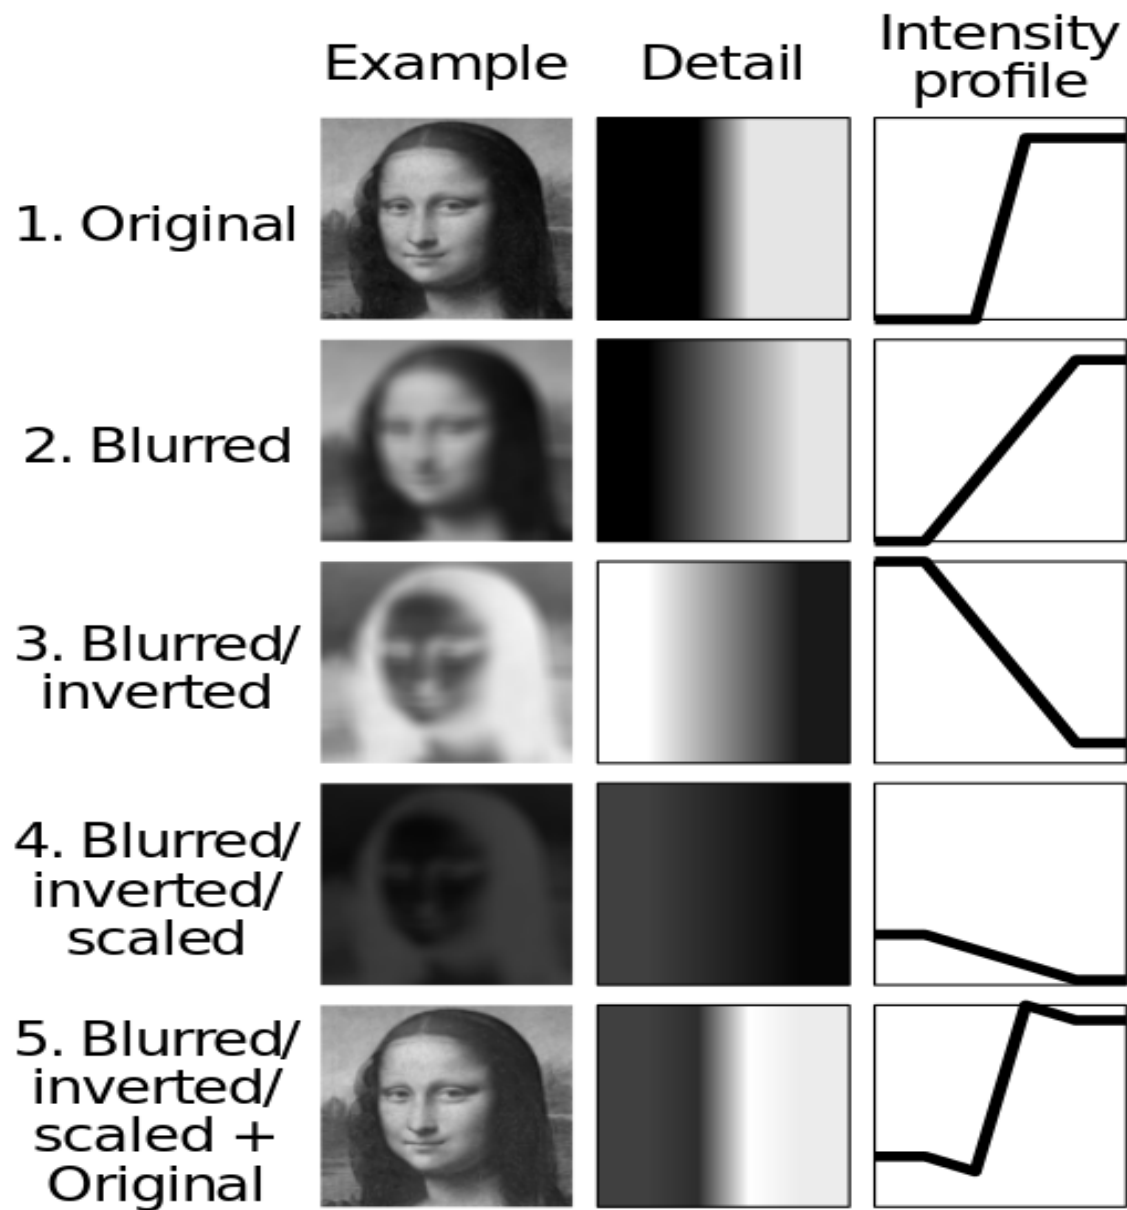 Example
Detail
Intensity
profile
1. Original
2. Blurred
3. Blurred/
inverted
4. Blurred/
inverted/
scaled
5. Blurred/
inverted/
scaled +
Original